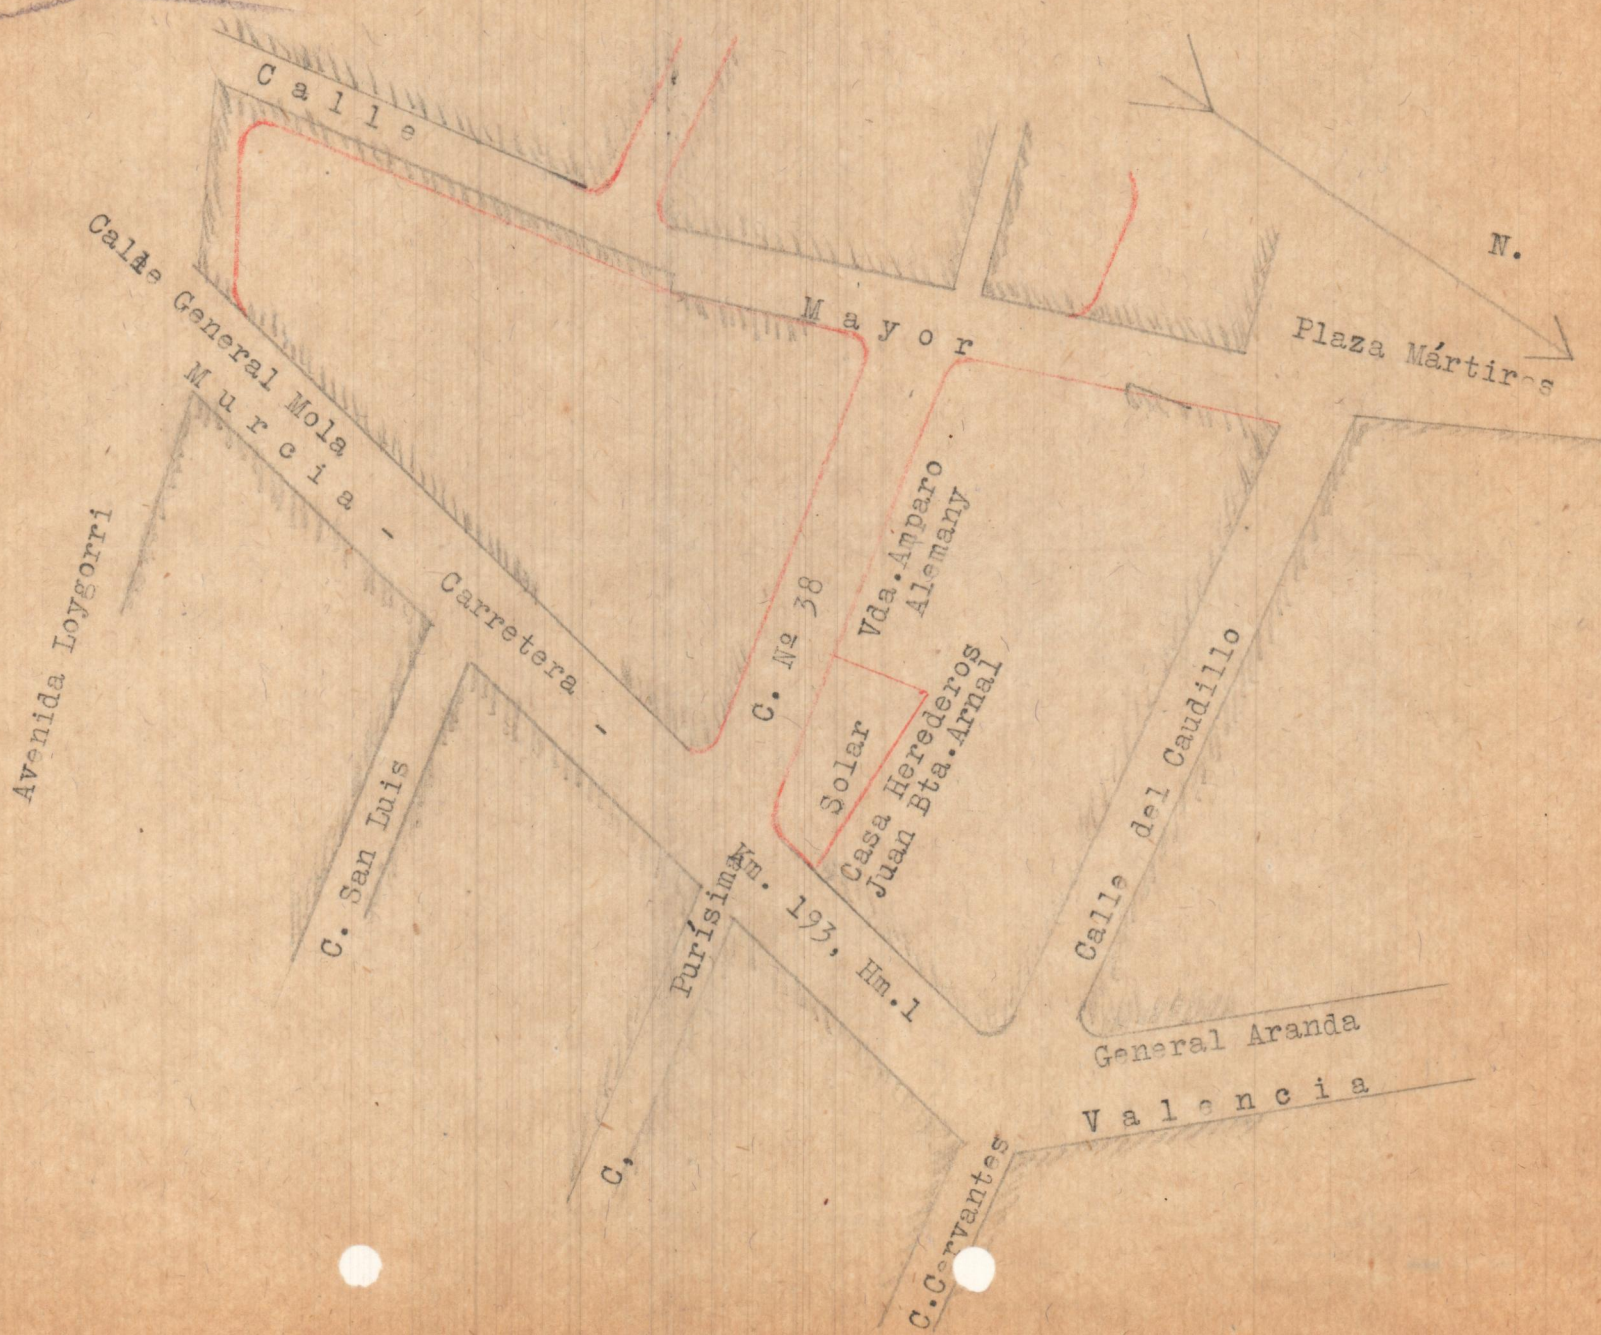 Calle
Mayor
N.
Plaza Mártires
Calle General Mola
Murcia - Carretera -
Km. 193, Hm.1
Avenida Loygorri
C. San Luis
C. Nº 38
Vda. Amparo
Alemany
Solar
Casa Herederos
Juan Bta. Arnal
Calle del Caudillo
C, Purísima
General Aranda
Valencia
C. Cervantes